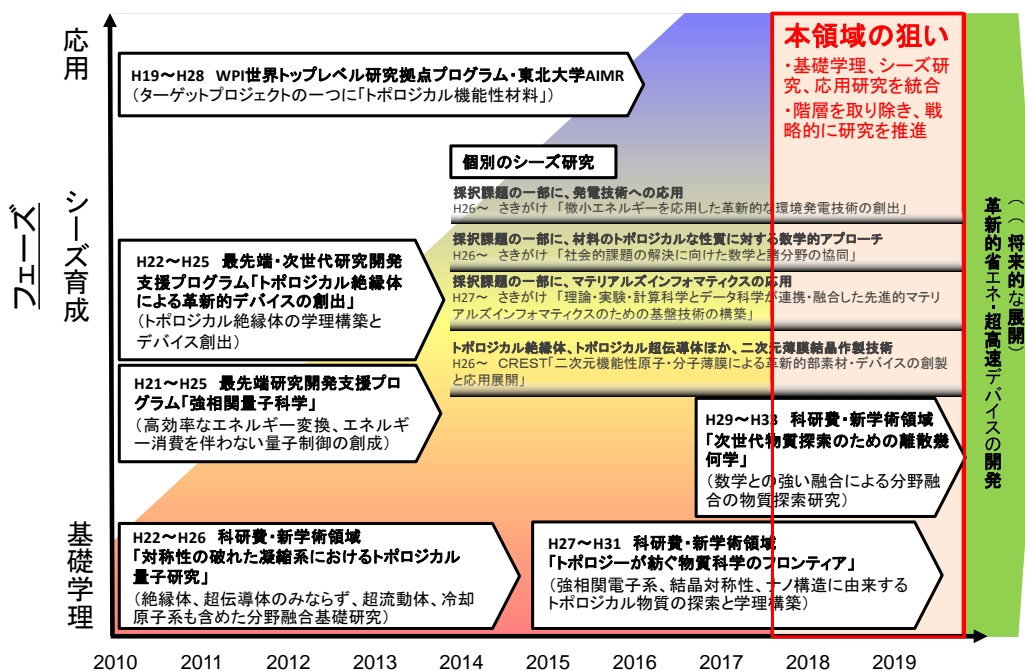 フェーズ
応用
シーズ育成
基礎学理
H19～H28 WPI世界トップレベル研究拠点プログラム・東北大学AIMR
（ターゲットプロジェクトの一つに「トポロジカル機能性材料」）
本領域の狙い
・基礎学理、シーズ研
究、応用研究を統合
・階層を取り除き、戦
略的に研究を推進
個別のシーズ研究
採択課題の一部に、発電技術への応用
H26～ さきがけ 「微小エネルギーを応用した革新的な環境発電技術の創出」
採択課題の一部に、材料のトポロジカルな性質に対する数学的アプローチ
H26～ さきがけ 「社会的課題の解決に向けた数学と諸分野の協同」
採択課題の一部に、マテリアルズインフォマティクスの応用
H27～ さきがけ 「理論・実験・計算科学とデータ科学が連携・融合した先進的マテリ
アルズインフォマティクスのための基盤技術の構築」
トポロジカル絶縁体、トポロジカル超伝導体ほか、二次元薄膜結晶作製技術
H26～ CREST「二次元機能性原子・分子薄膜による革新的部素材・デバイスの創製
と応用展開」
H22～H25 最先端・次世代研究開発
支援プログラム「トポロジカル絶縁体
による革新的デバイスの創出」
（トポロジカル絶縁体の学理構築と
デバイス創出）
H21～H25 最先端研究開発支援プロ
グラム「強相関量子科学」
（高効率なエネルギー変換、エネルギ
ー消費を伴わない量子制御の創成）
H29～H33 科研費・新学術領域
「次世代物質探索のための離散幾
何学」
（数学との強い融合による分野融
合の物質探索研究）
H22～H26 科研費・新学術領域
「対称性の破れた凝縮系におけるトポロジカル
量子研究」
（絶縁体、超伝導体のみならず、超流動体、冷却
原子系も含めた分野融合基礎研究）
H27～H31 科研費・新学術領域
「トポロジーが紡ぐ物質科学のフロンティア」
（強相関電子系、結晶対称性、ナノ構造に由来する
トポロジカル物質の探索と学理構築）
（（将来的な展開）
革新的省エネ・超高速デバイスの開発
2010 2011 2012 2013 2014 2015 2016 2017 2018 2019